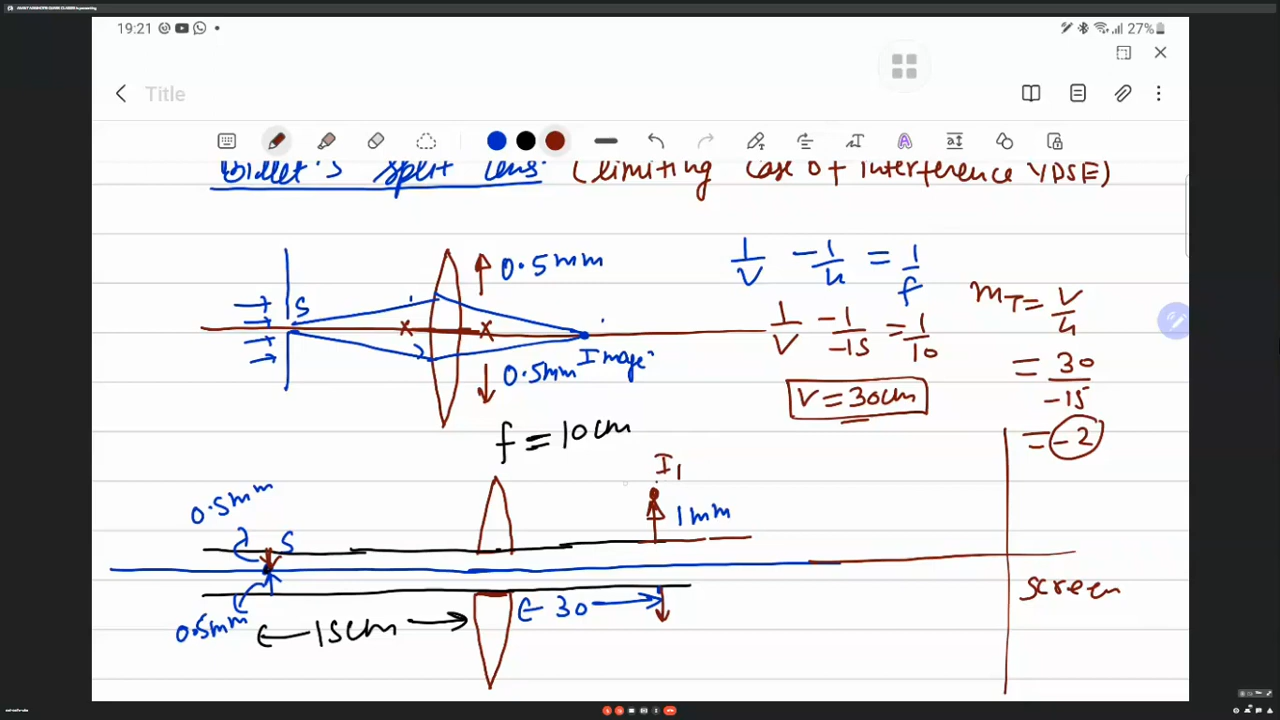 19:21
27%
Title
Billet's split lens (limiting case of interference YDSE)
S
0.5mm
0.5mm
Image
f = 10cm
1/v - 1/u = 1/f
1/v - 1/-15 = 1/10
v = 30cm
mT = v/u
= 30/-15
= -2
0.5mm
S
I1
1mm
0.5mm
15cm
30
screen